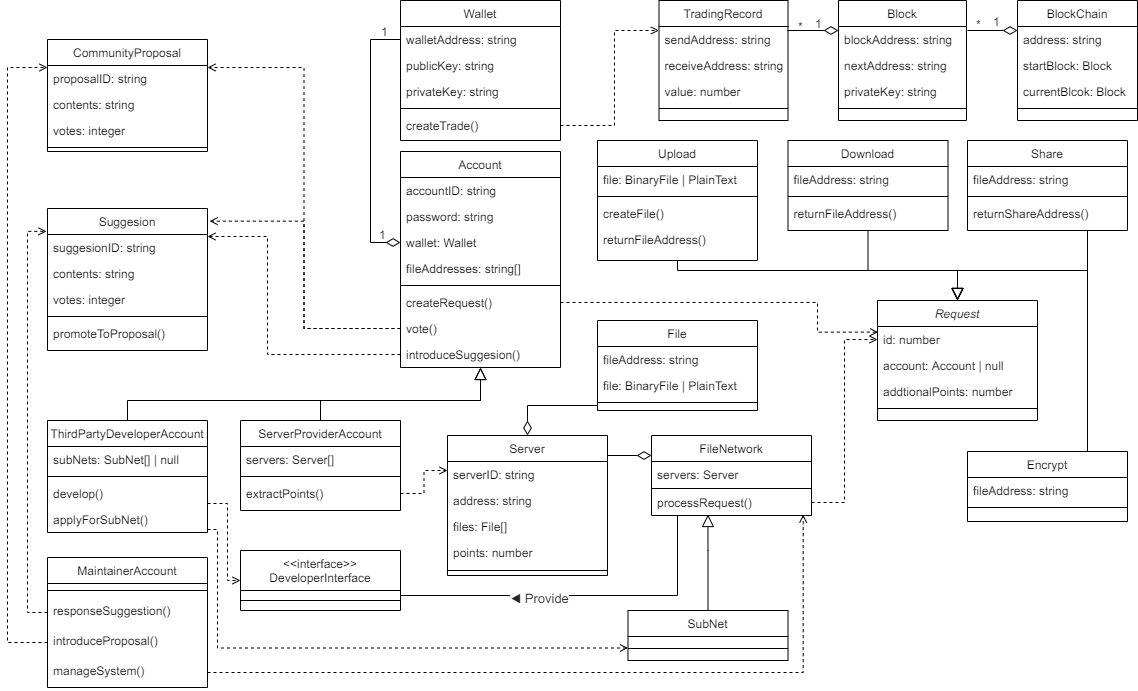 CommunityProposal
proposalID: string
contents: string
votes: integer
Suggesion
suggesionID: string
contents: string
votes: integer
promoteToProposal()
Wallet
walletAddress: string
publicKey: string
privateKey: string
createTrade()
1
1
Account
accountID: string
password: string
wallet: Wallet
fileAddresses: string[]
createRequest()
vote()
introduceSuggesion()
TradingRecord
sendAddress: string
receiveAddress: string
value: number
* 1
Block
blockAddress: string
nextAddress: string
privateKey: string
* 1
BlockChain
address: string
startBlock: Block
currentBlcok: Block
Upload
file: BinaryFile | PlainText
createFile()
returnFileAddress()
Download
fileAddress: string
returnFileAddress()
Share
fileAddress: string
returnShareAddress()
Request
id: number
account: Account | null
addtionalPoints: number
File
fileAddress: string
file: BinaryFile | PlainText
ThirdPartyDeveloperAccount
subNets: SubNet[] | null
develop()
applyForSubNet()
ServerProviderAccount
servers: Server[]
extractPoints()
Server
serverID: string
address: string
files: File[]
points: number
FileNetwork
servers: Server
processRequest()
Encrypt
fileAddress: string
MaintainerAccount
responseSuggestion()
introduceProposal()
manageSystem()
<<interface>>
DeveloperInterface
◀ Provide
SubNet